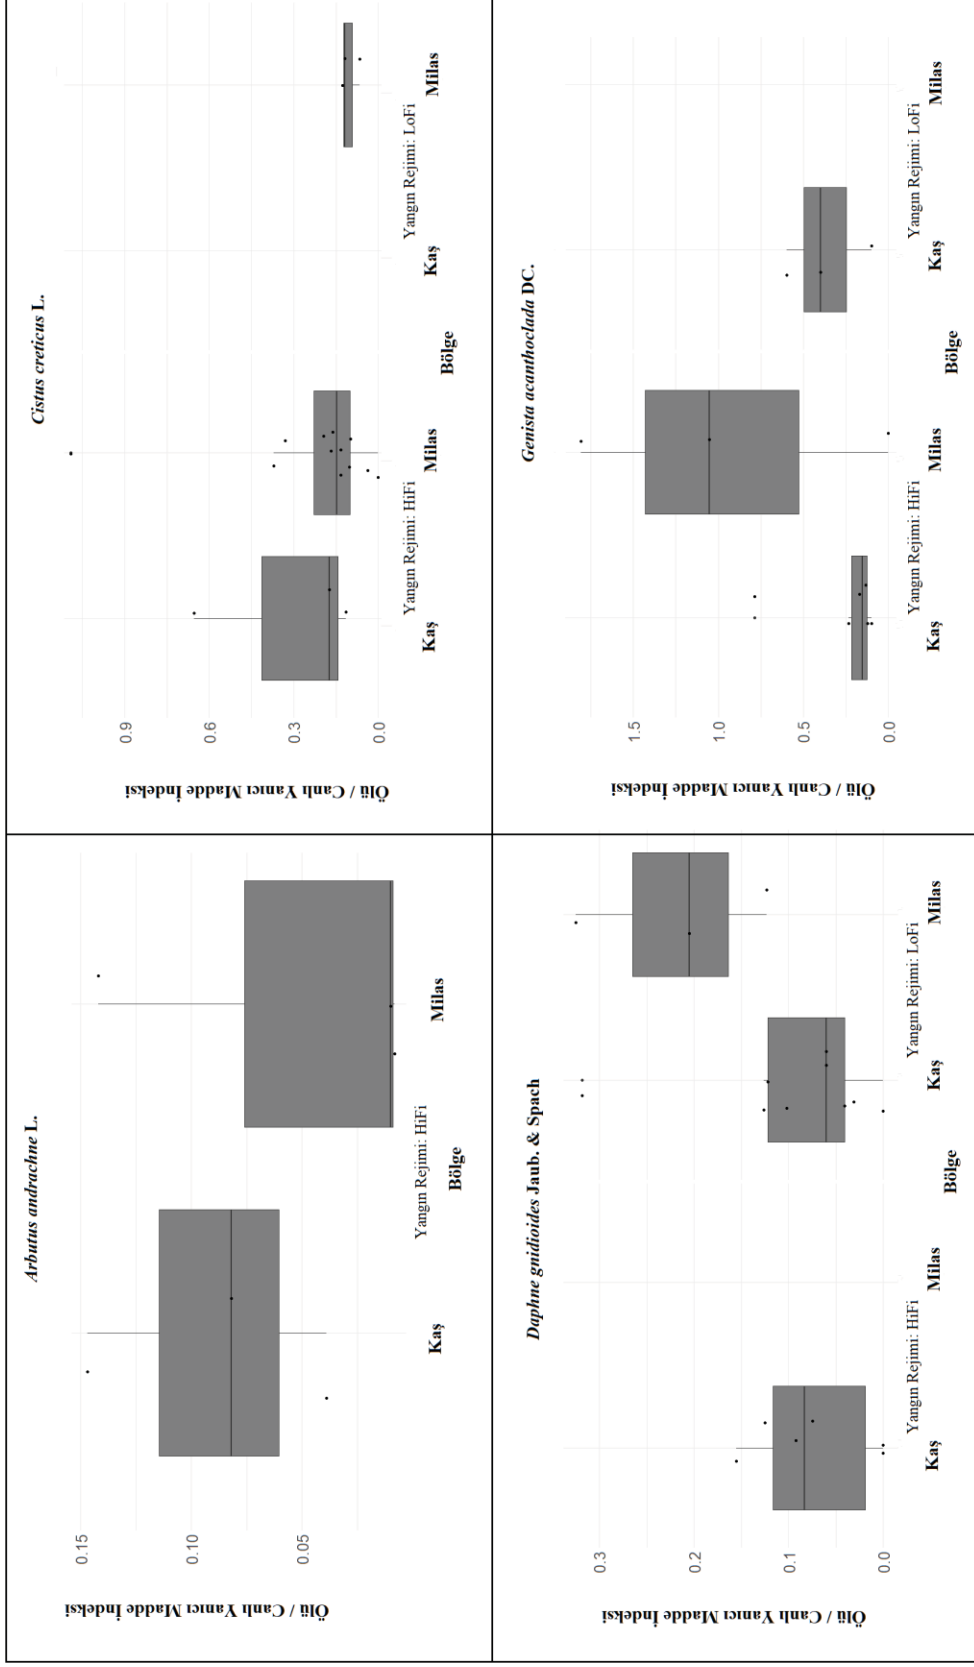 Arbutus andrachne L.
Ölü / Canlı Yanıcı Madde İndeksi
0.15
0.10
0.05
Kaş
Milas
Yangın Rejimi: HiFi
Bölge
Cistus creticus L.
Ölü / Canlı Yanıcı Madde İndeksi
0.9
0.6
0.3
0.0
Kaş
Milas
Kaş
Milas
Yangın Rejimi: HiFi
Yangın Rejimi: LoFi
Bölge
Daphne gnidioides Jaub. & Spach
Ölü / Canlı Yanıcı Madde İndeksi
0.3
0.2
0.1
0.0
Yangın Rejimi: HiFi
Yangın Rejimi: LoFi
Kaş
Milas
Kaş
Milas
Bölge
Genista acanthoclada DC.
Ölü / Canlı Yanıcı Madde İndeksi
1.5
1.0
0.5
0.0
Yangın Rejimi: HiFi
Yangın Rejimi: LoFi
Kaş
Milas
Kaş
Milas
Bölge